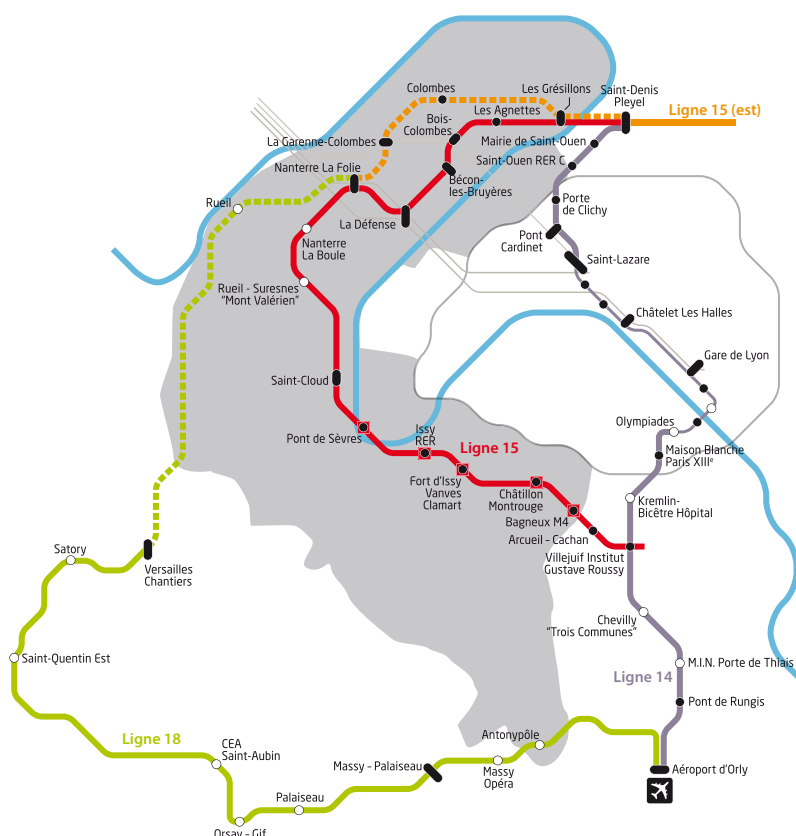 Colombes
Les Grésillons
Saint-Denis
Pleyel
Ligne 15 (est)
Les Agnettes
Bois-
Colombes
La Garenne-Colombes
Mairie de Saint-Ouen
Saint-Ouen RER C
Nanterre La Folie
Bécon-
les-Bruyères
Rueil
Porte
de Clichy
La Défense
Pont
Cardinet
Nanterre
La Boule
Saint-Lazare
Rueil - Suresnes
“Mont Valérien”
Châtelet Les Halles
Gare de Lyon
Saint-Cloud
Olympiades
Pont de Sèvres
Issy
RER
Ligne 15
Maison Blanche
Paris XIIIᵉ
Fort d’Issy
Vanves
Clamart
Châtillon
Montrouge
Bagneux M4
Kremlin-
Bicêtre Hôpital
Arcueil - Cachan
Villejuif Institut
Gustave Roussy
Satory
Versailles
Chantiers
Chevilly
“Trois Communes”
Saint-Quentin Est
M.I.N. Porte de Thiais
Ligne 14
Pont de Rungis
Ligne 18
CEA
Saint-Aubin
Antonypôle
Massy - Palaiseau
Massy
Opéra
Aéroport d’Orly
Palaiseau
Orsay - Gif